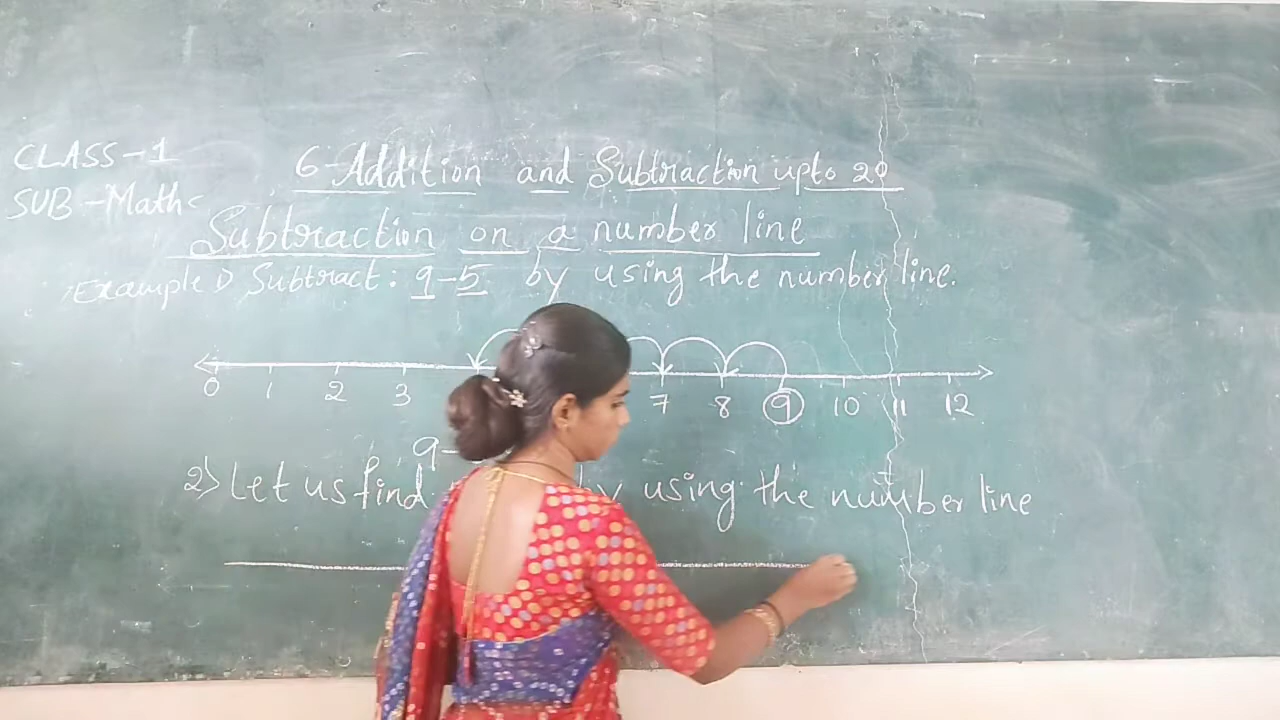 CLASS-1
SUB-Maths
6-Addition and Subtraction upto 20
Subtraction on a number line
Example 1) Subtract: 9-5 by using the number line.
0 1 2 3 7 8 9 10 11 12
9-
2) Let us find by using the number line